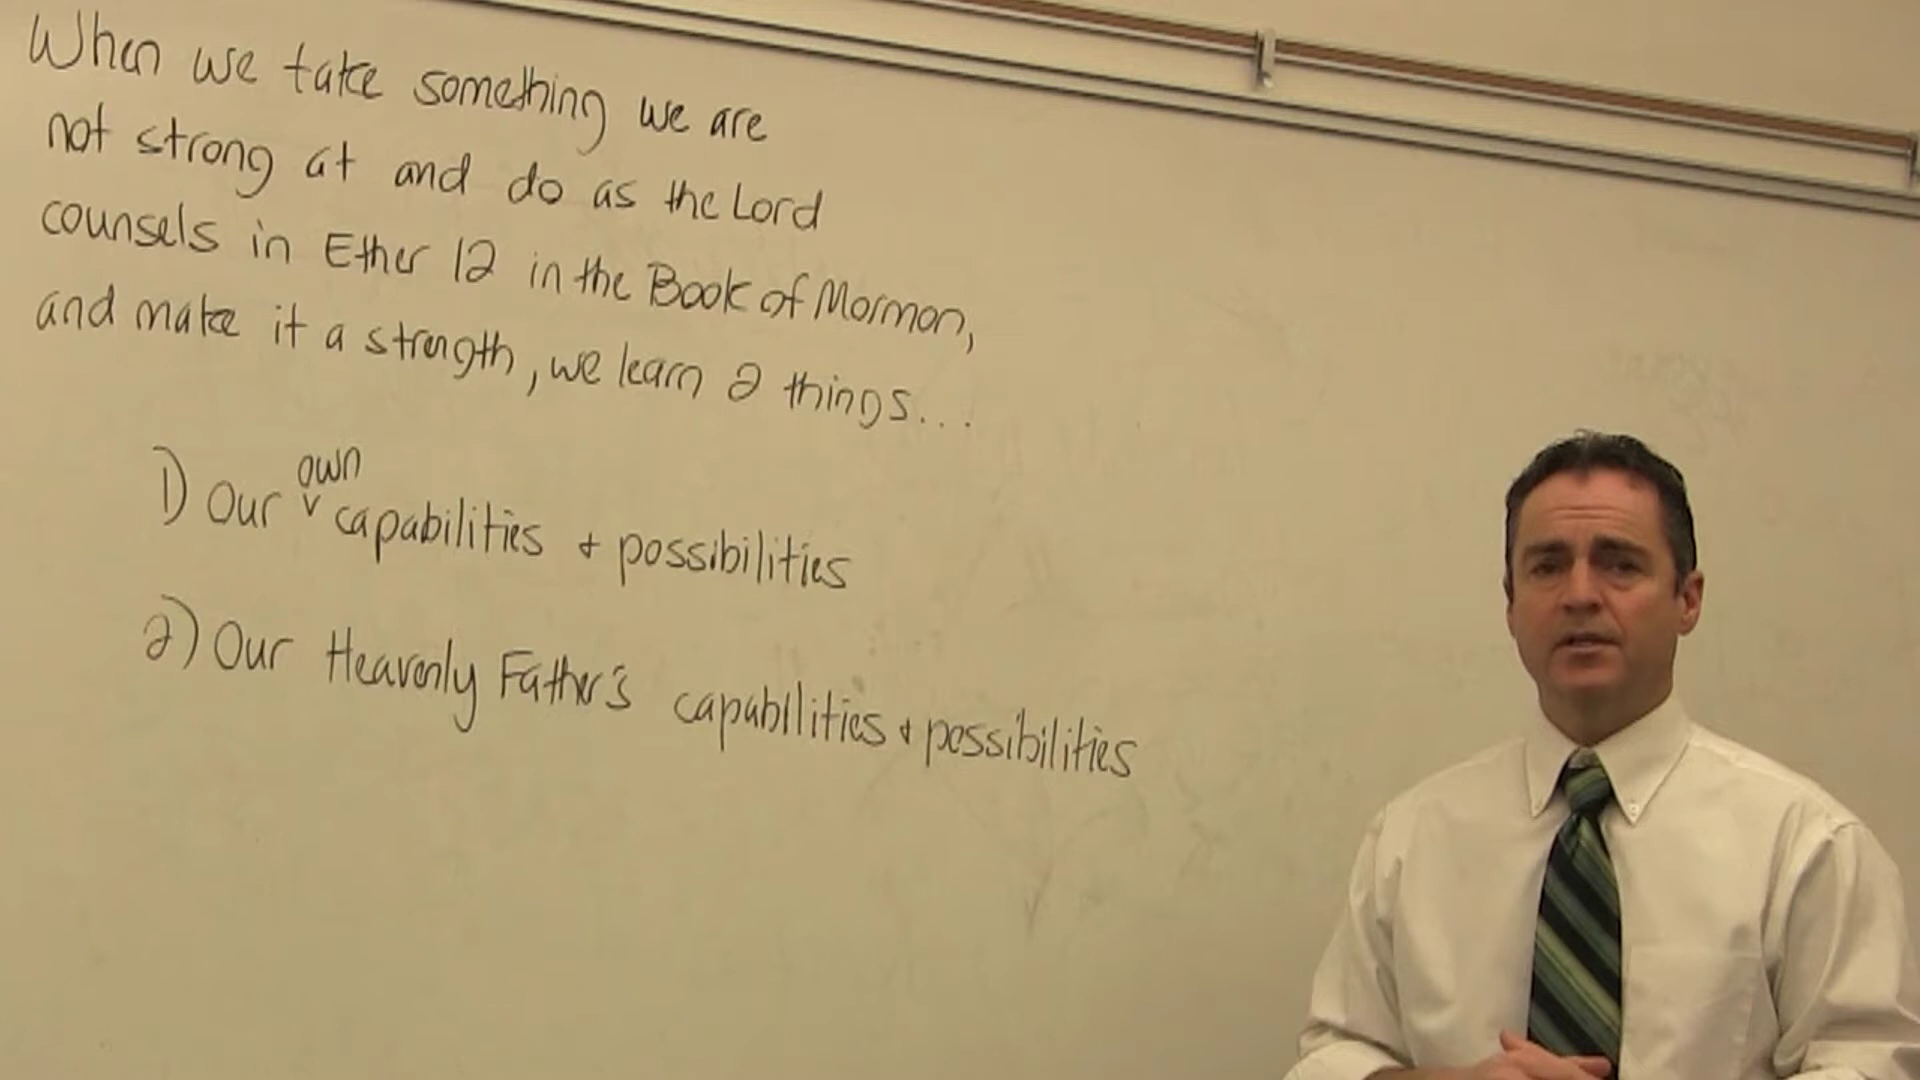 When we take something we are
not strong at and do as the Lord
counsels in Ether 12 in the Book of Mormon,
and make it a strength, we learn 2 things...
1) Our own capabilities + possibilities
2) Our Heavenly Father's capabilities + possibilities